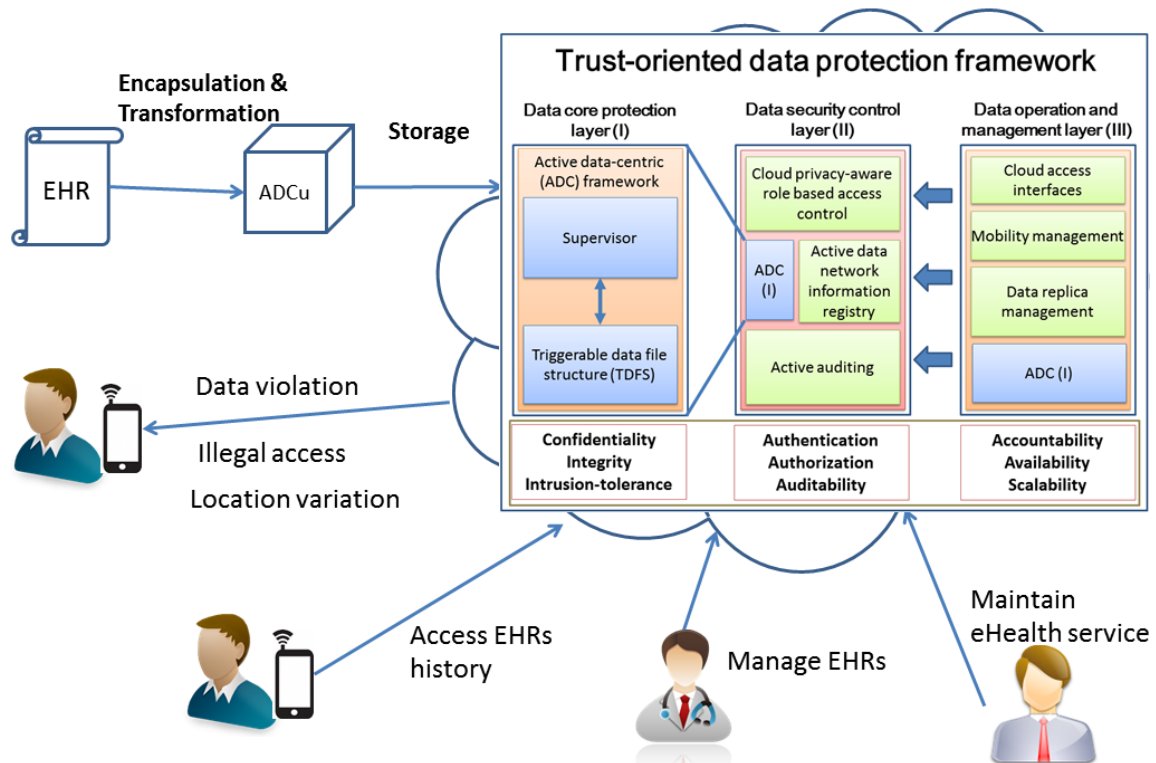 Trust-oriented data protection framework
Encapsulation &
Transformation
Storage
EHR
ADCu
Data core protection
layer (I)
Active data-centric
(ADC) framework
Supervisor
Triggerable data file
structure (TDFS)
Data security control
layer (II)
Cloud privacy-aware
role based access
control
ADC
(I)
Active data
network
information
registry
Active auditing
Data operation and
management layer (III)
Cloud access
interfaces
Mobility management
Data replica
management
ADC (I)
Confidentiality
Integrity
Intrusion-tolerance
Authentication
Authorization
Auditability
Accountability
Availability
Scalability
Data violation
Illegal access
Location variation
Access EHRs
history
Manage EHRs
Maintain
eHealth service